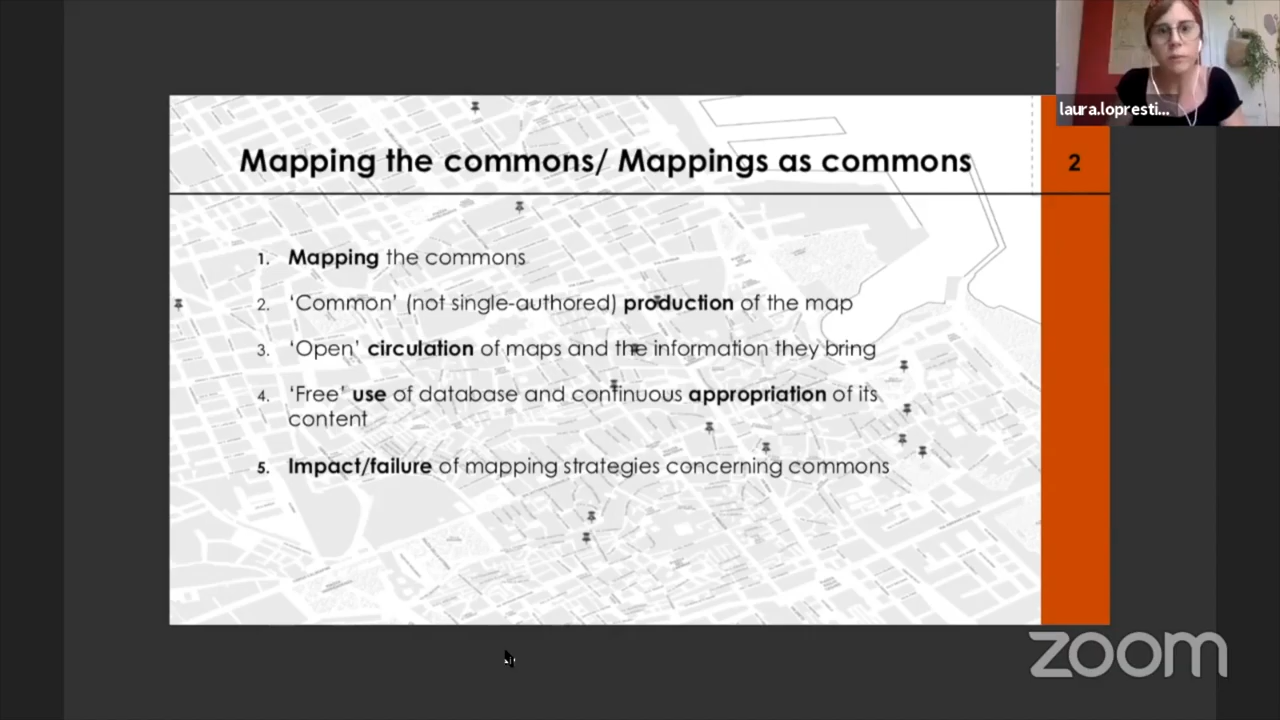 laura.lopresti...
Mapping the commons/ Mappings as commons
2
1. Mapping the commons
2. ‘Common’ (not single-authored) production of the map
3. ‘Open’ circulation of maps and the information they bring
4. ‘Free’ use of database and continuous appropriation of its
content
5. Impact/failure of mapping strategies concerning commons
zoom